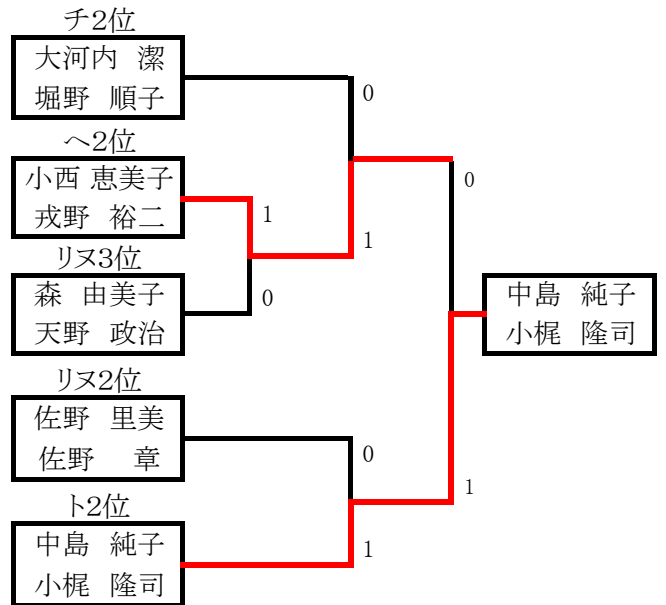 チ2位
大河内 潔
堀野 順子
0
ヘ2位
小西 恵美子
戎野 裕二
1
0
1
リヌ3位
森 由美子
天野 政治
0
中島 純子
小梶 隆司
リヌ2位
佐野 里美
佐野 章
0
1
ト2位
中島 純子
小梶 隆司
1